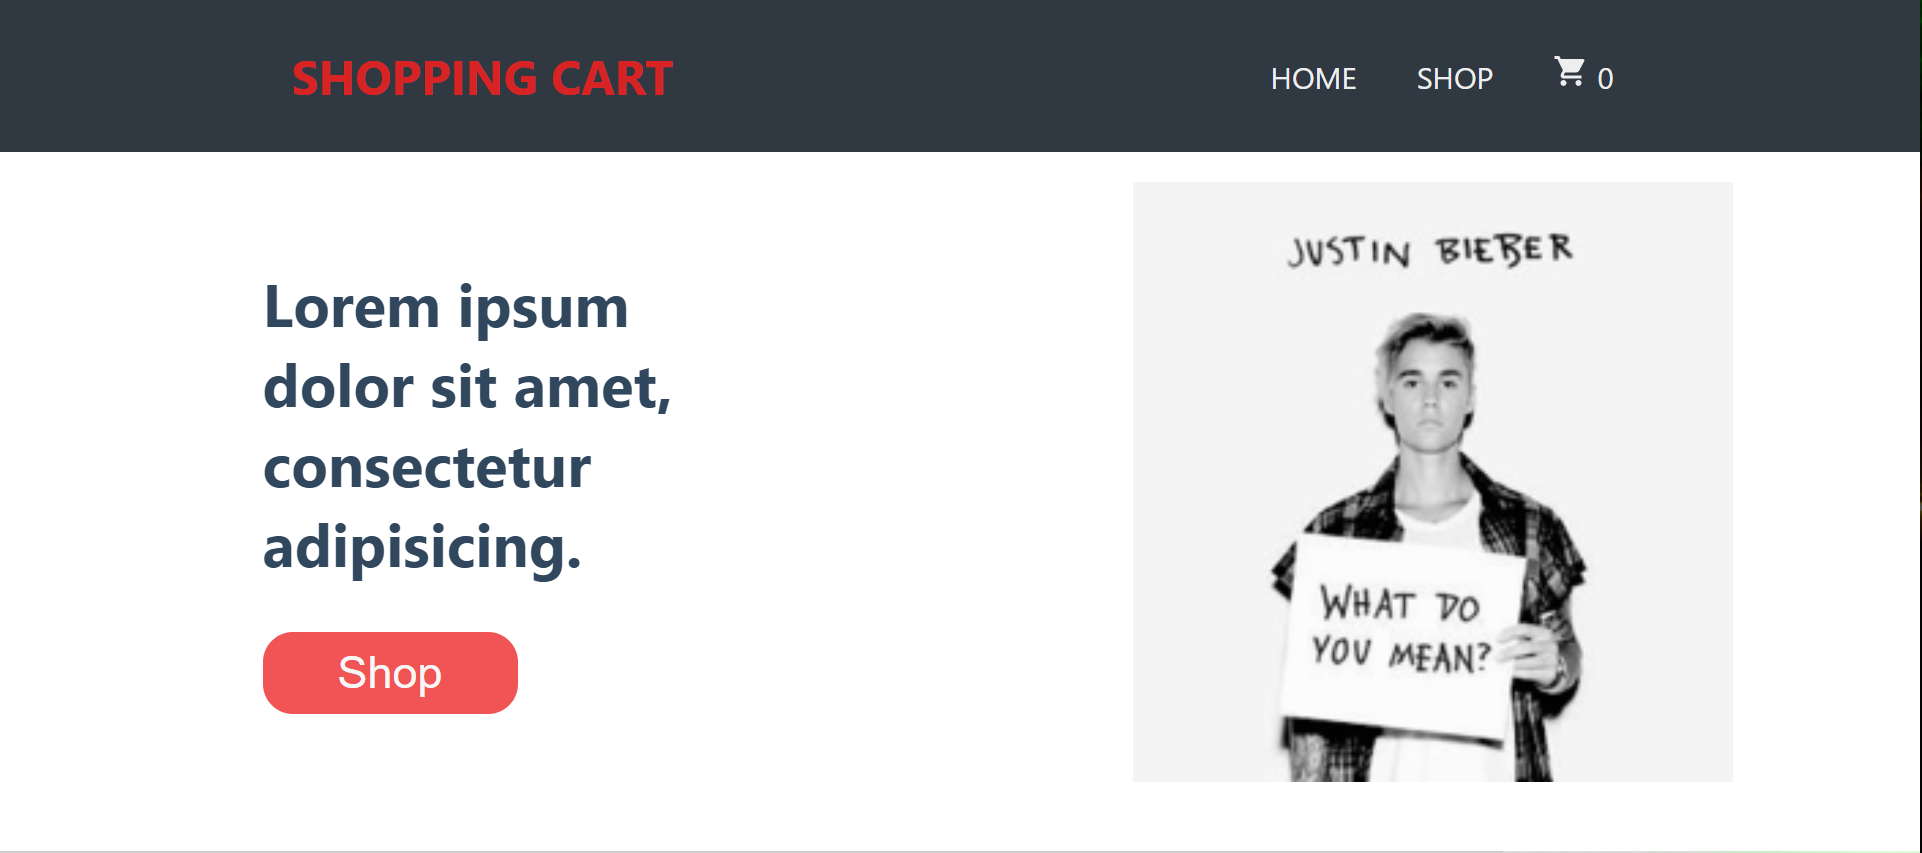 SHOPPING CART
HOME
SHOP
0
Lorem ipsum
dolor sit amet,
consectetur
adipisicing.
Shop
JUSTIN BIEBER
WHAT DO
YOU MEAN?